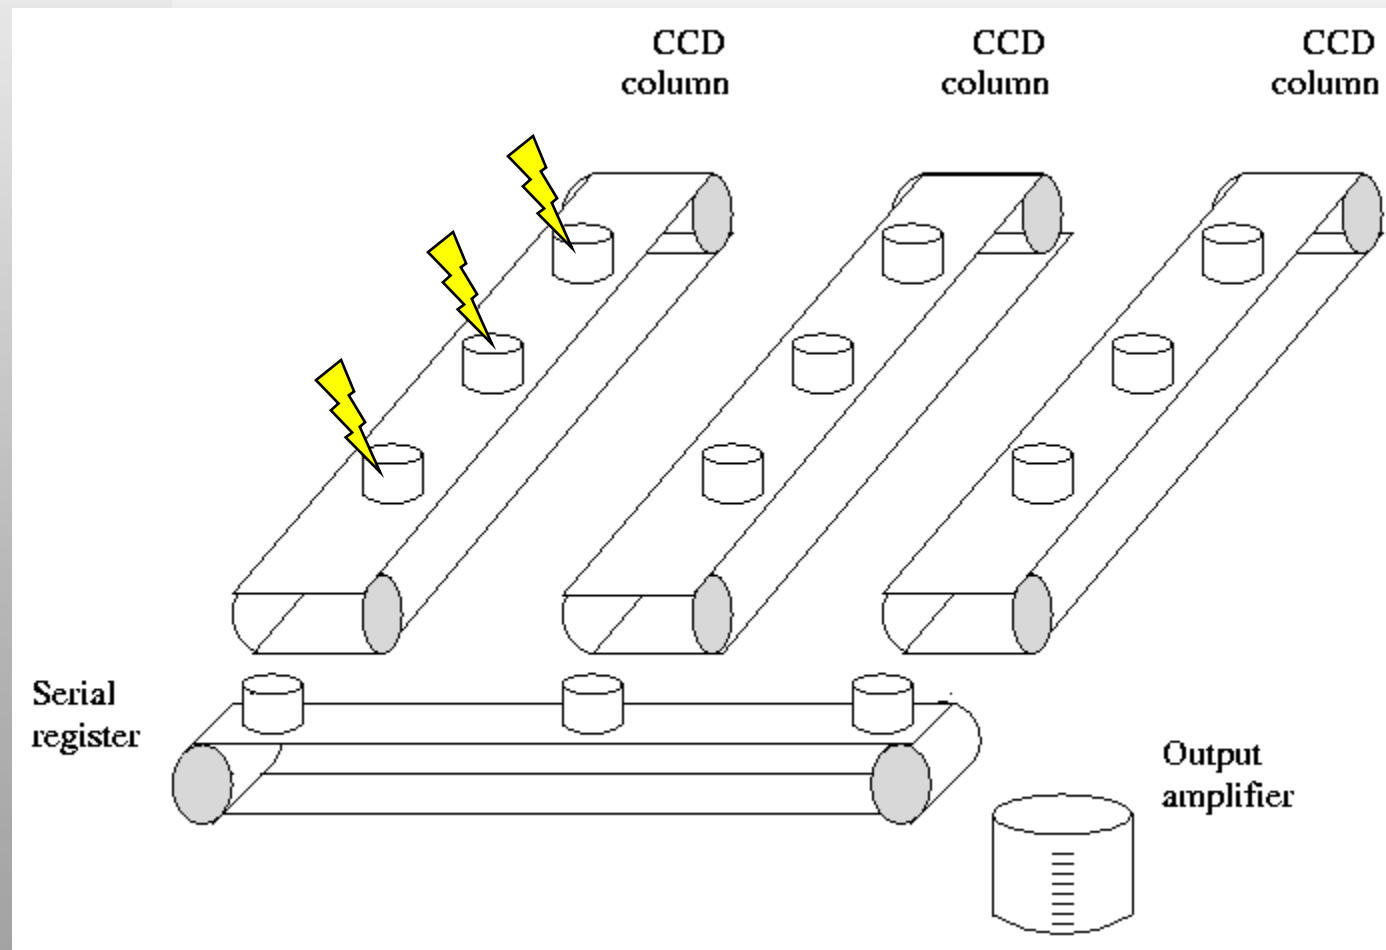 CCD
column
CCD
column
CCD
column
Serial
register
Output
amplifier